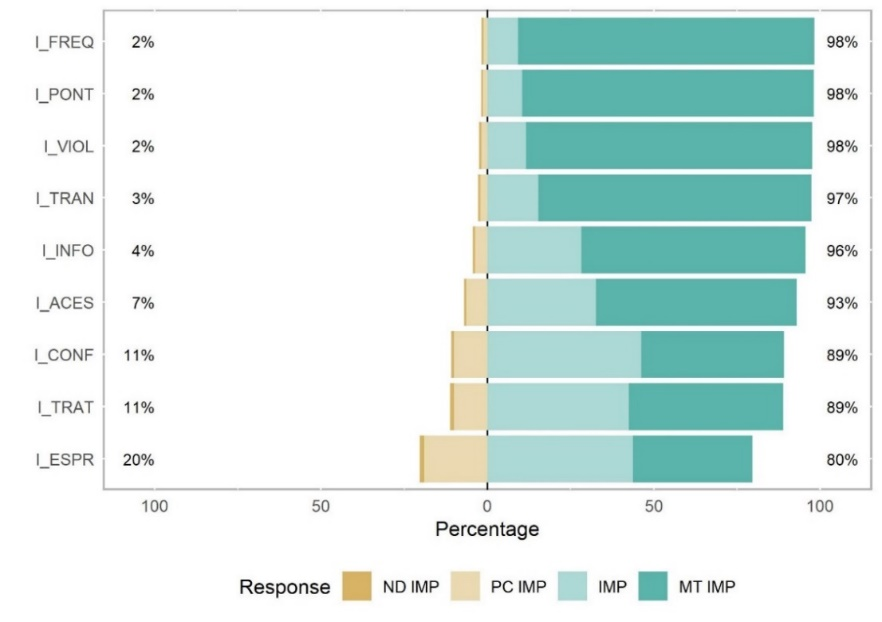 I_FREQ 2% 98%
I_PONT 2% 98%
I_VIOL 2% 98%
I_TRAN 3% 97%
I_INFO 4% 96%
I_ACES 7% 93%
I_CONF 11% 89%
I_TRAT 11% 89%
I_ESPR 20% 80%
100 50 0 50 100
Percentage
Response ND IMP PC IMP IMP MT IMP